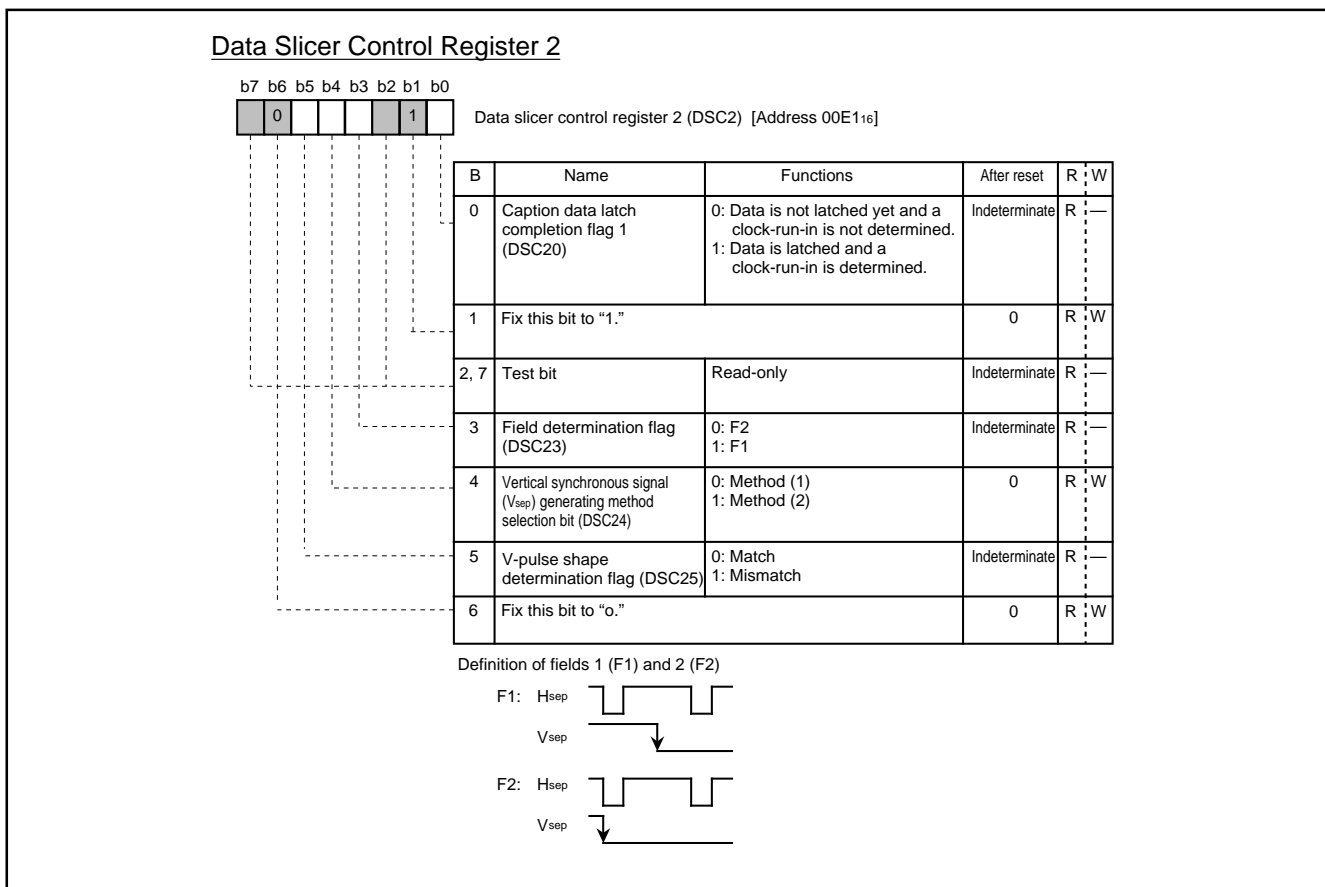 Data Slicer Control Register 2
b7 b6 b5 b4 b3 b2 b1 b0
0 1
Data slicer control register 2 (DSC2) [Address 00E116]
B Name Functions After reset R W
0 Caption data latch completion flag 1 (DSC20) 0: Data is not latched yet and a clock-run-in is not determined. 1: Data is latched and a clock-run-in is determined. Indeterminate R —
1 Fix this bit to “1.” 0 R W
2, 7 Test bit Read-only Indeterminate R —
3 Field determination flag (DSC23) 0: F2 1: F1 Indeterminate R —
4 Vertical synchronous signal (Vsep) generating method selection bit (DSC24) 0: Method (1) 1: Method (2) 0 R W
5 V-pulse shape determination flag (DSC25) 0: Match 1: Mismatch Indeterminate R —
6 Fix this bit to “o.” 0 R W
Definition of fields 1 (F1) and 2 (F2)
F1: Hsep
Vsep
F2: Hsep
Vsep